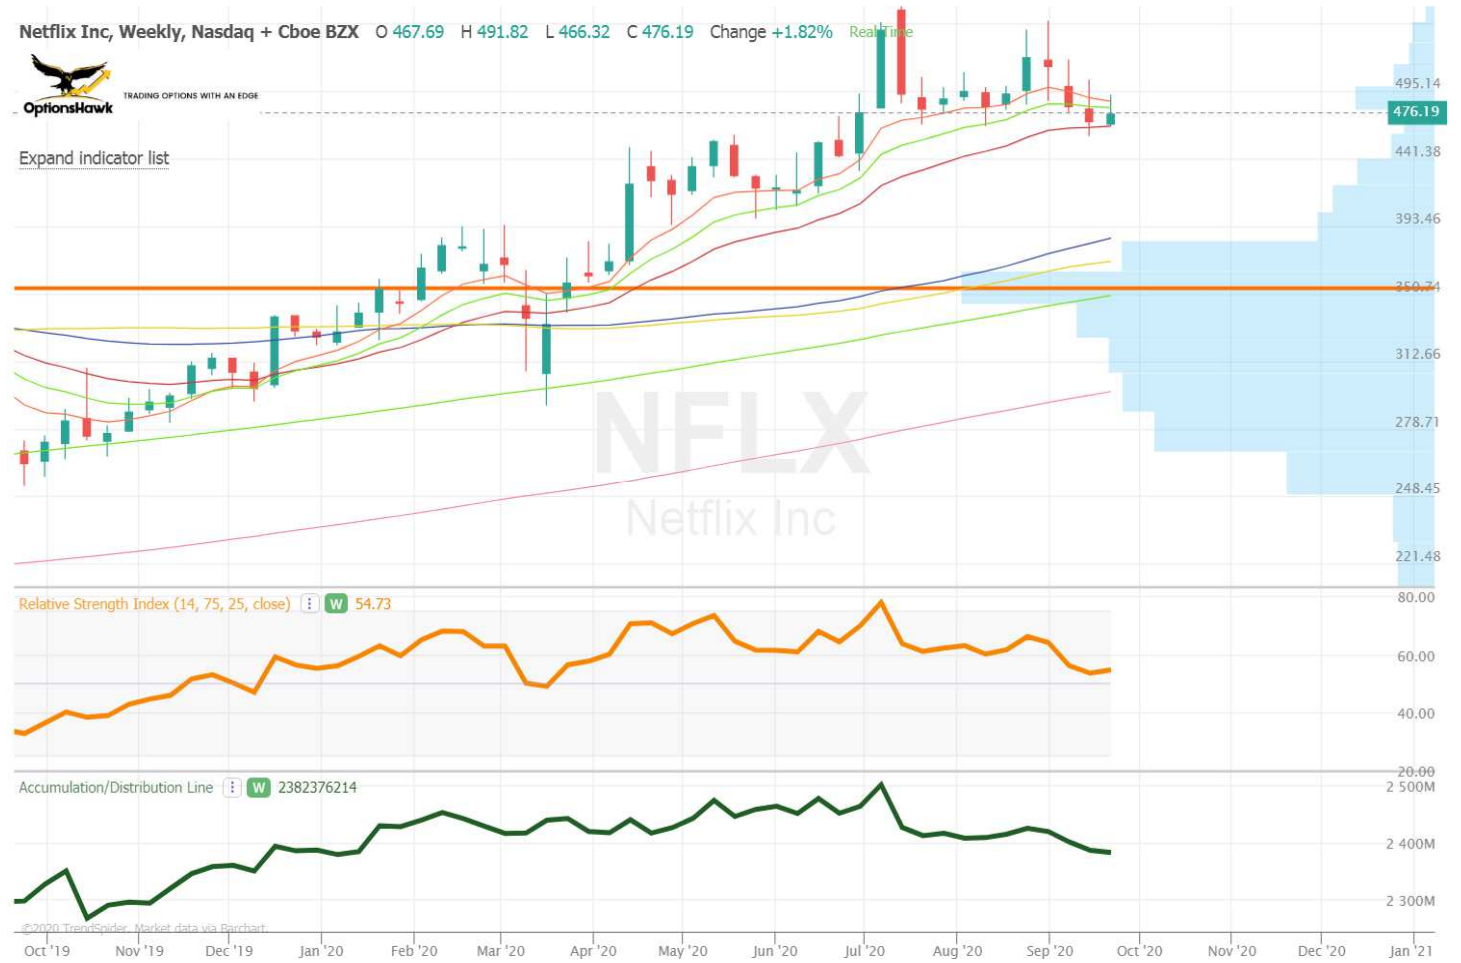 Netflix Inc, Weekly, Nasdaq + Cboe BZX O 467.69 H 491.82 L 466.32 C 476.19 Change +1.82% Real Time
OptionsHawk
TRADING OPTIONS WITH AN EDGE
Expand indicator list
495.14
476.19
441.38
393.46
350.74
312.66
278.71
248.45
221.48
NFLX
Netflix Inc
Relative Strength Index (14, 75, 25, close) W 54.73
80.00
60.00
40.00
20.00
Accumulation/Distribution Line W 2382376214
2 500M
2 400M
2 300M
©2020 TrendSpider. Market data via Barchart.
Oct '19 Nov '19 Dec '19 Jan '20 Feb '20 Mar '20 Apr '20 May '20 Jun '20 Jul '20 Aug '20 Sep '20 Oct '20 Nov '20 Dec '20 Jan '21